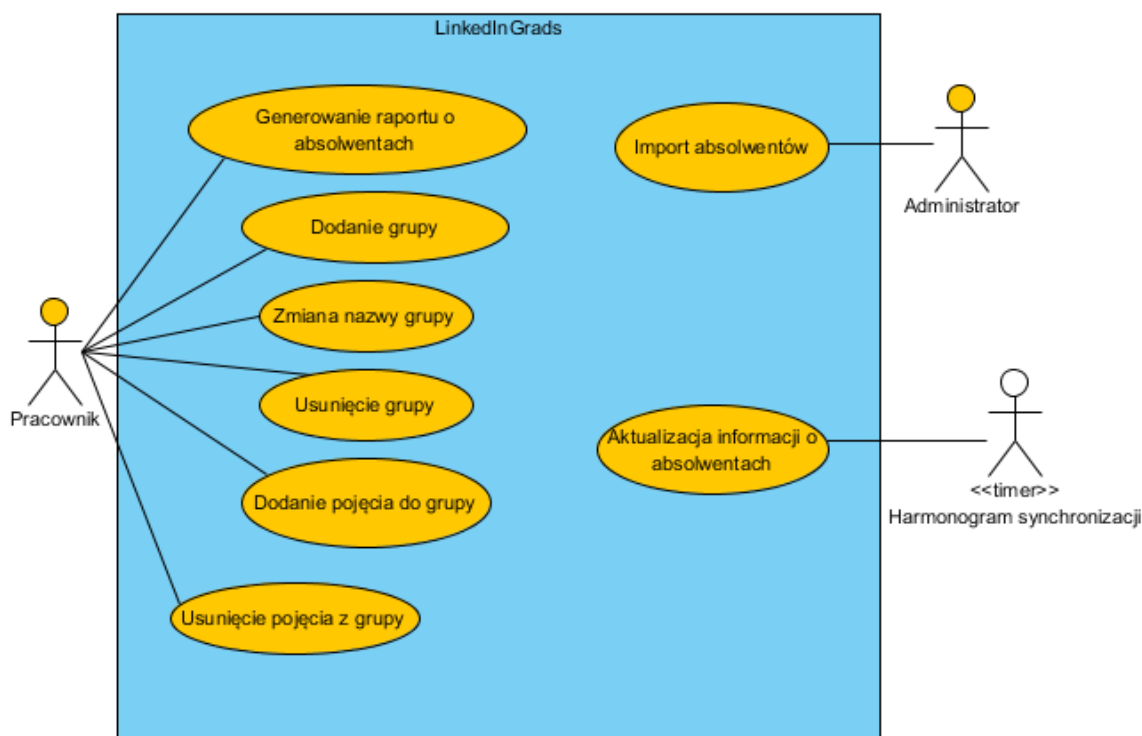 LinkedInGrads
Generowanie raportu o
absolwentach
Dodanie grupy
Zmiana nazwy grupy
Usunięcie grupy
Dodanie pojęcia do grupy
Usunięcie pojęcia z grupy
Pracownik
Import absolwentów
Administrator
Aktualizacja informacji o
absolwentach
<<timer>>
Harmonogram synchronizacji